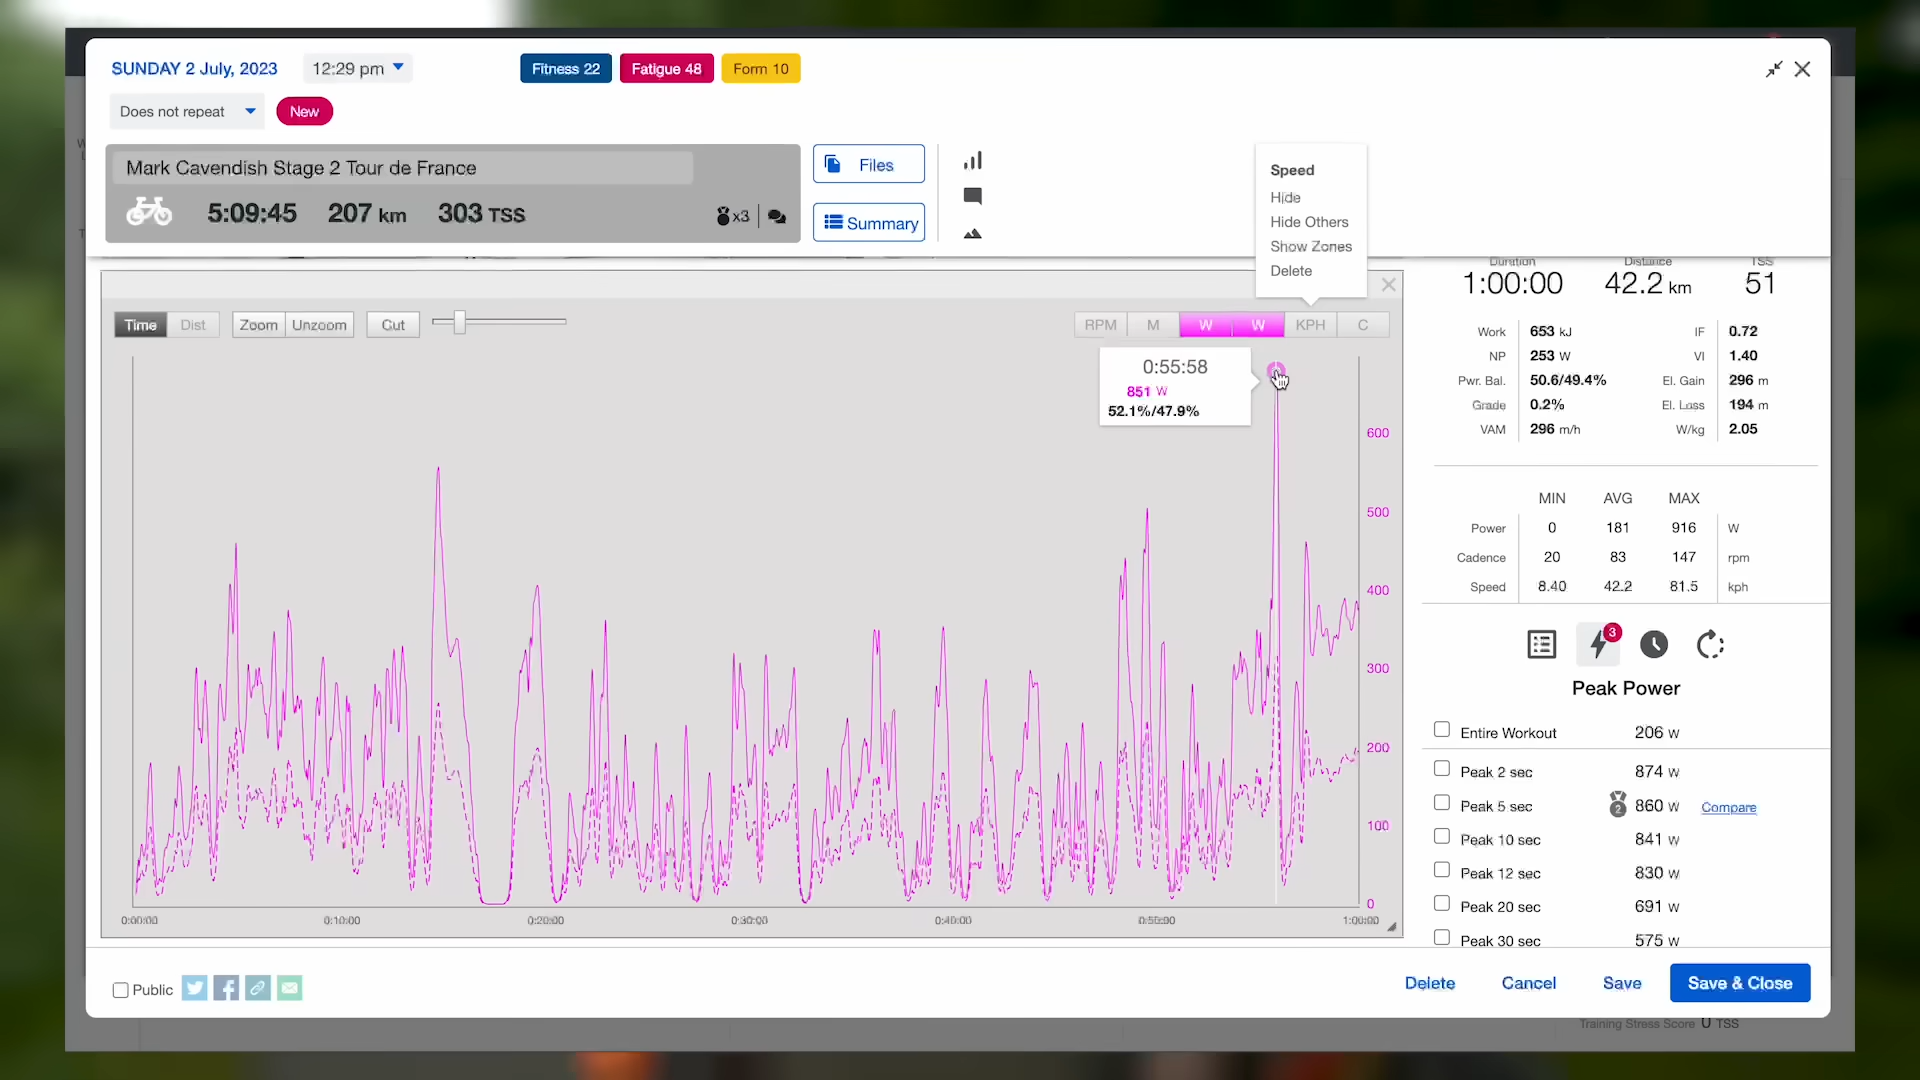 SUNDAY 2 July, 2023
12:29 pm
Fitness 22
Fatigue 48
Form 10
Does not repeat
New
Mark Cavendish Stage 2 Tour de France
5:09:45
207 km
303 TSS
x3
Files
Summary
Speed
Hide
Hide Others
Show Zones
Delete
Time
Dist
Zoom
Unzoom
Cut
RPM
M
W
W
KPH
C
0:55:58
851 W
52.1%/47.9%
600
500
400
300
200
100
0
0:00:00
0:10:00
0:20:00
0:30:00
0:40:00
0:50:00
1:00:00
Duration
Distance
TSS
1:00:00
42.2 km
51
Work 653 kJ
IF 0.72
NP 253 W
VI 1.40
Pwr. Bal. 50.6/49.4%
El. Gain 296 m
Grade 0.2%
El. Loss 194 m
VAM 296 m/h
W/kg 2.05
MIN AVG MAX
Power 0 181 916 W
Cadence 20 83 147 rpm
Speed 8.40 42.2 81.5 kph
3
Peak Power
Entire Workout 206 W
Peak 2 sec 874 W
Peak 5 sec 2 860 W Compare
Peak 10 sec 841 W
Peak 12 sec 830 W
Peak 20 sec 691 W
Peak 30 sec 575 W
Public
Delete
Cancel
Save
Save & Close
Training Stress Score 0 TSS